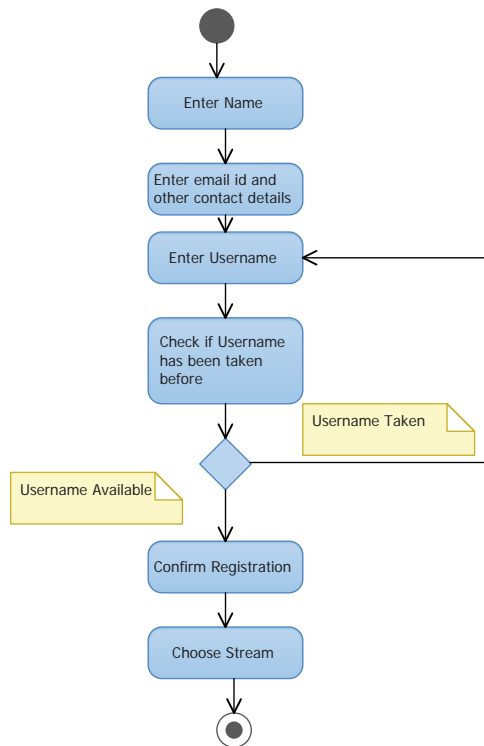 Enter Name
Enter email id and
other contact details
Enter Username
Check if Username
has been taken
before
Username Taken
Username Available
Confirm Registration
Choose Stream